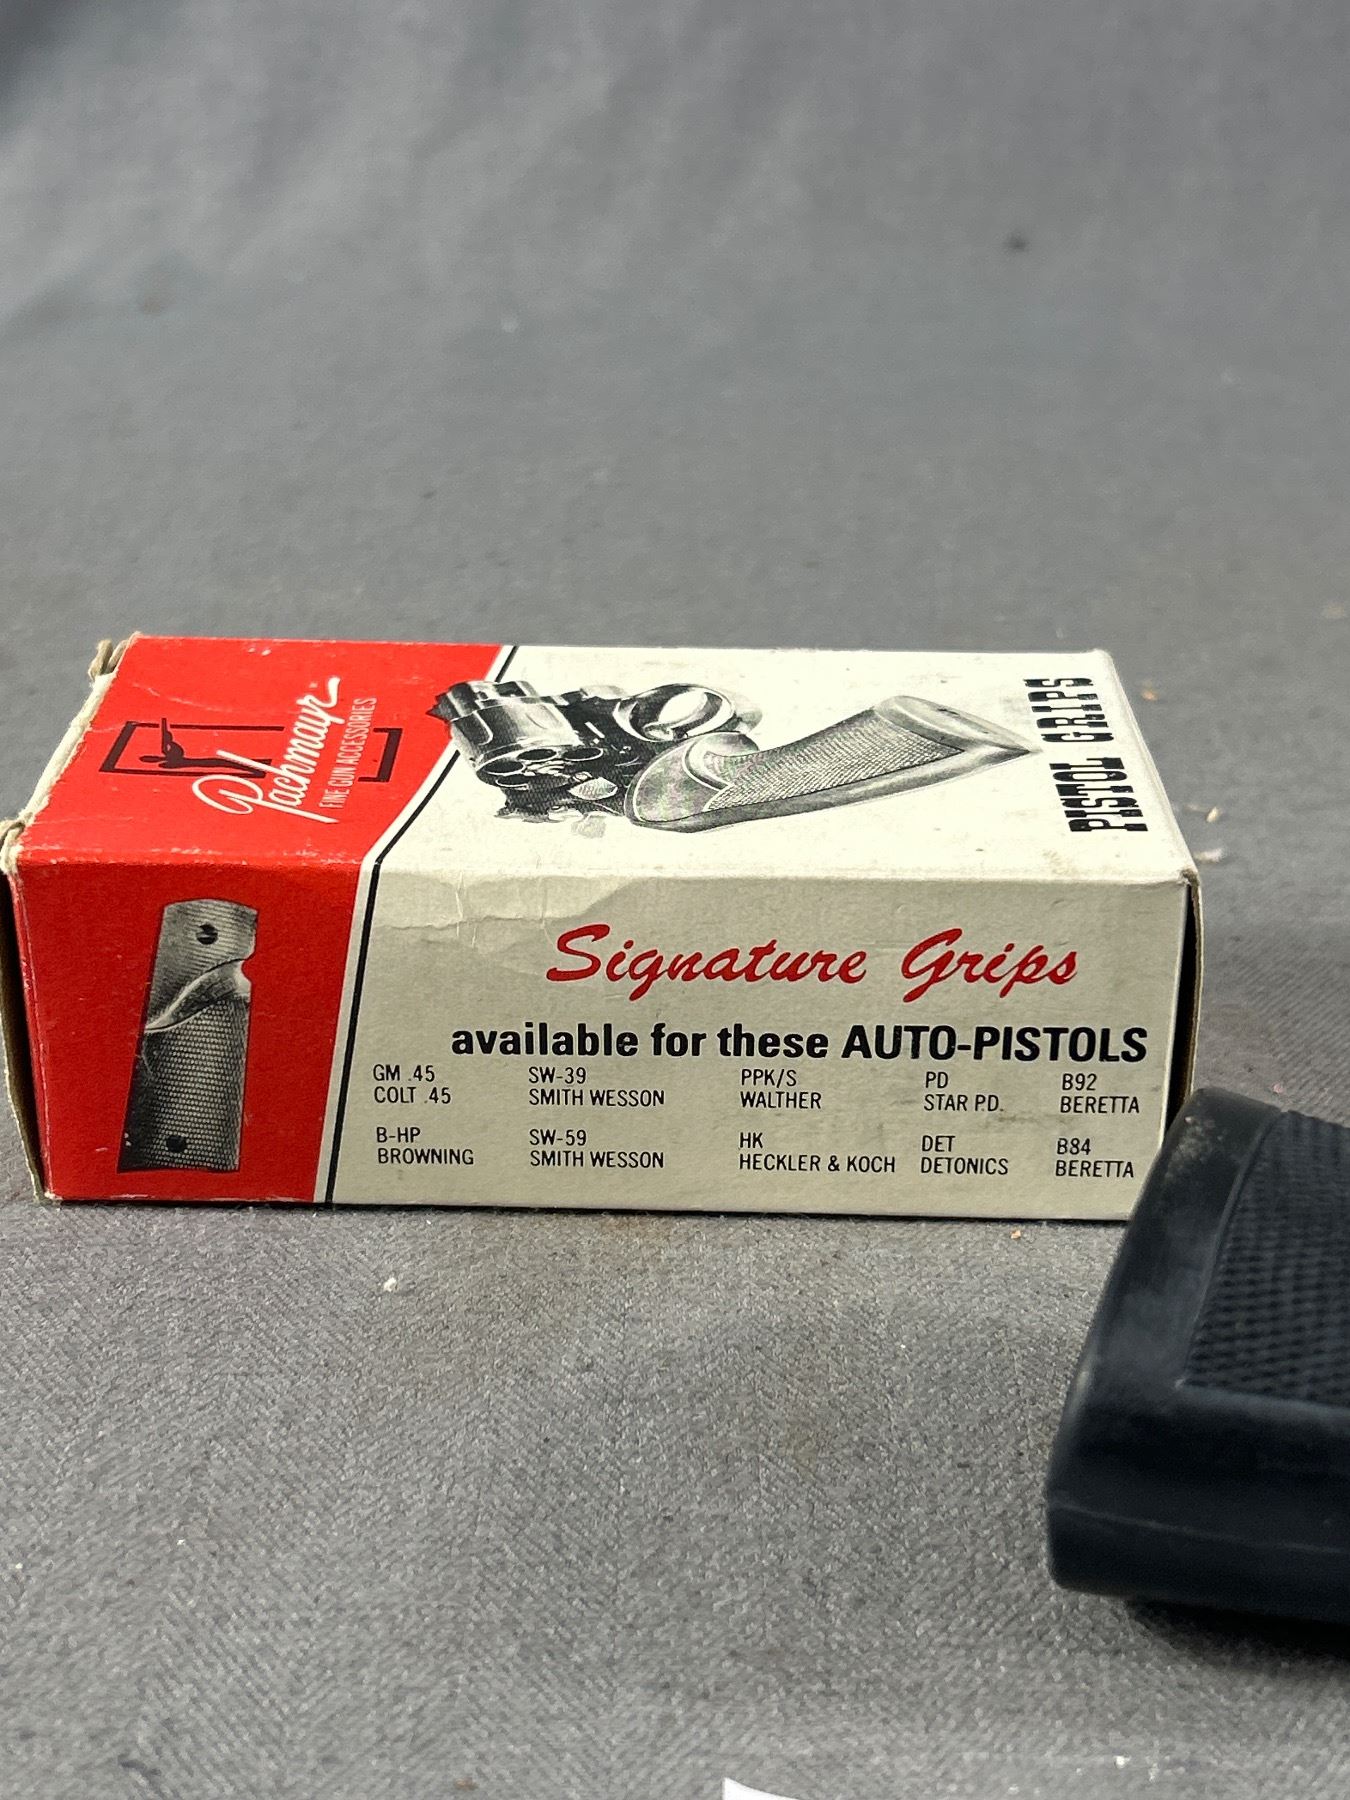 Pachmayr
FINE GUN ACCESSORIES
PISTOL GRIPS
Signature Grips
available for these AUTO-PISTOLS
GM .45 SW-39 PPK/S PD B92
COLT .45 SMITH WESSON WALTHER STAR P.D. BERETTA
B-HP SW-59 HK DET B84
BROWNING SMITH WESSON HECKLER & KOCH DETONICS BERETTA